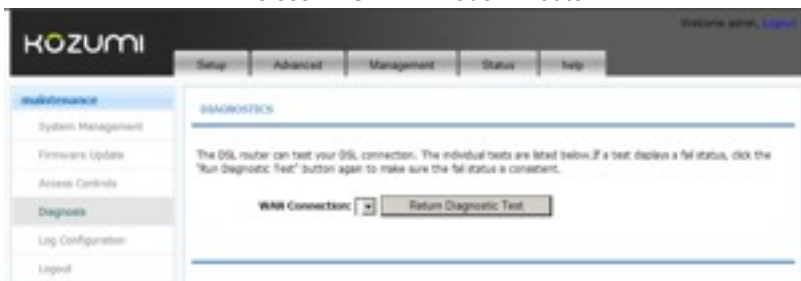 Welcome admin, Logout
KOZUMI
Setup
Advanced
Management
Status
help
maintenance
System Management
Firmware Update
Access Controls
Diagnosis
Log Configuration
Logout
DIAGNOSTICS
The DSL router can test your DSL connection. The individual tests are listed below.If a test displays a fail status, click the
"Run Diagnostic Test" button again to make sure the fail status is consistent.
WAN Connection:
Return Diagnostic Test